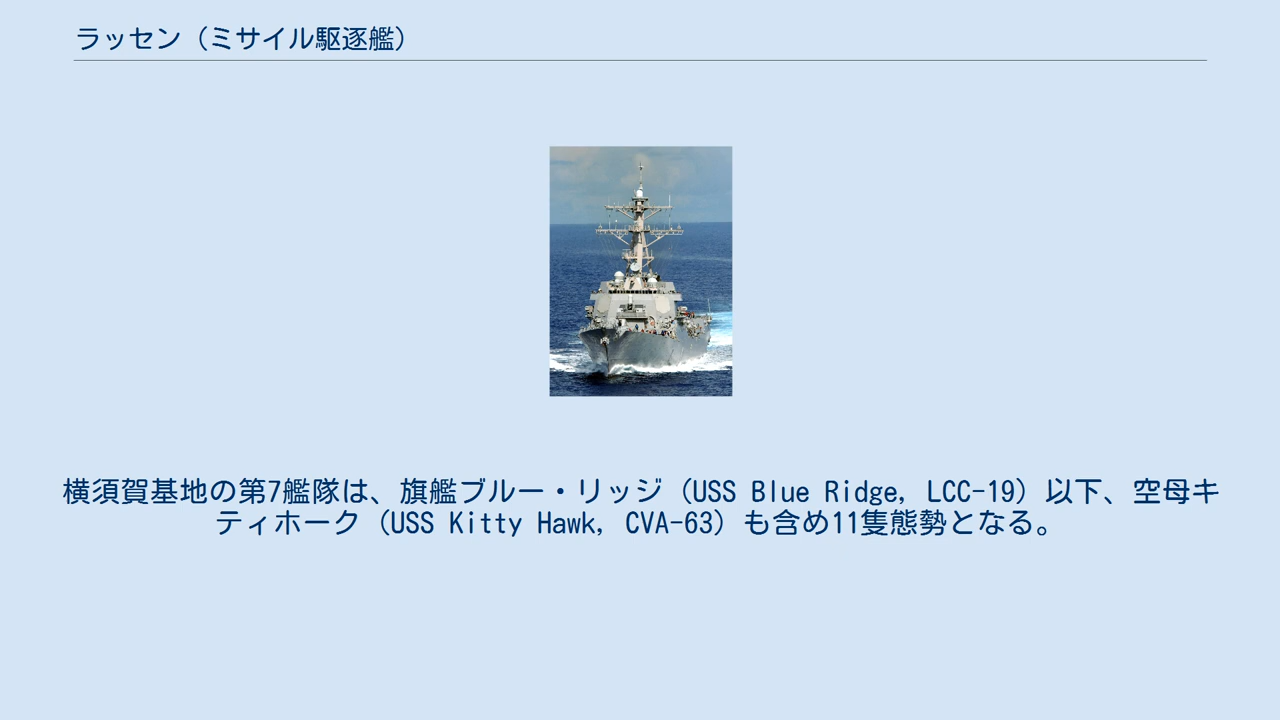 ラッセン（ミサイル駆逐艦）
横須賀基地の第7艦隊は、旗艦ブルー・リッジ（USS Blue Ridge, LCC-19）以下、空母キ
ティホーク（USS Kitty Hawk, CVA-63）も含め11隻態勢となる。